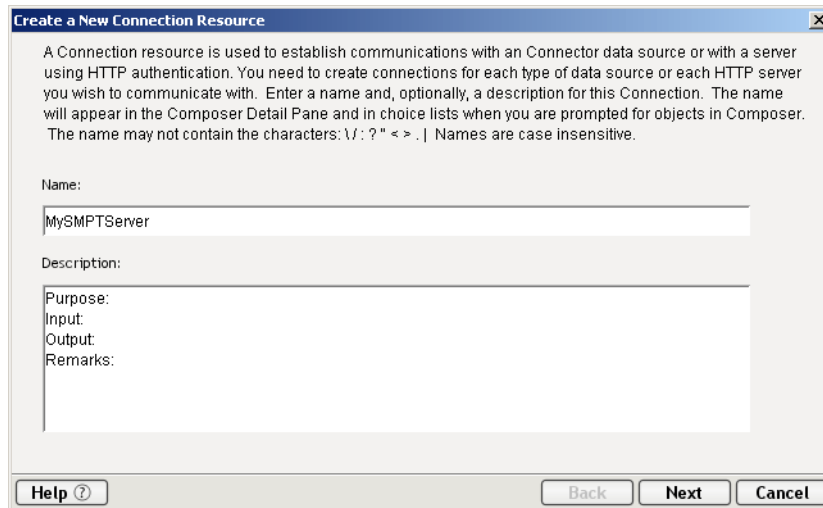 Create a New Connection Resource
A Connection resource is used to establish communications with an Connector data source or with a server
using HTTP authentication. You need to create connections for each type of data source or each HTTP server
you wish to communicate with.  Enter a name and, optionally, a description for this Connection.  The name
will appear in the Composer Detail Pane and in choice lists when you are prompted for objects in Composer.
The name may not contain the characters: \ / : ? " < > . |  Names are case insensitive.
Name:
MySMPTServer
Description:
Purpose:
Input:
Output:
Remarks:
Help ?
Back Next Cancel